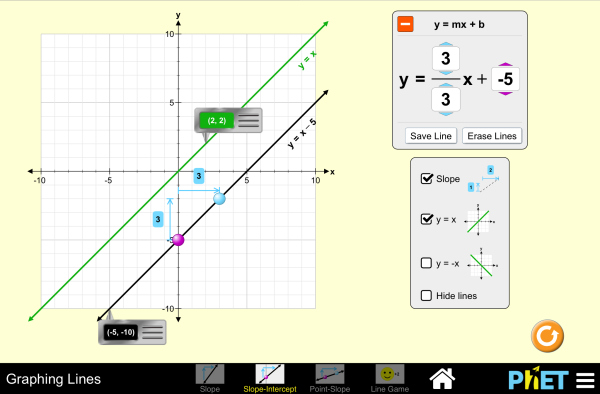 y
10
5
-5
-10
-10
-5
5
10
x
y = x
y = x − 5
(2, 2)
3
3
(-5, -10)
y = mx + b
y = 3/3 x + -5
Save Line
Erase Lines
Slope
2
1
y = x
y = -x
Hide lines
Graphing Lines
Slope
Slope-Intercept
Point-Slope
Line Game
PhET